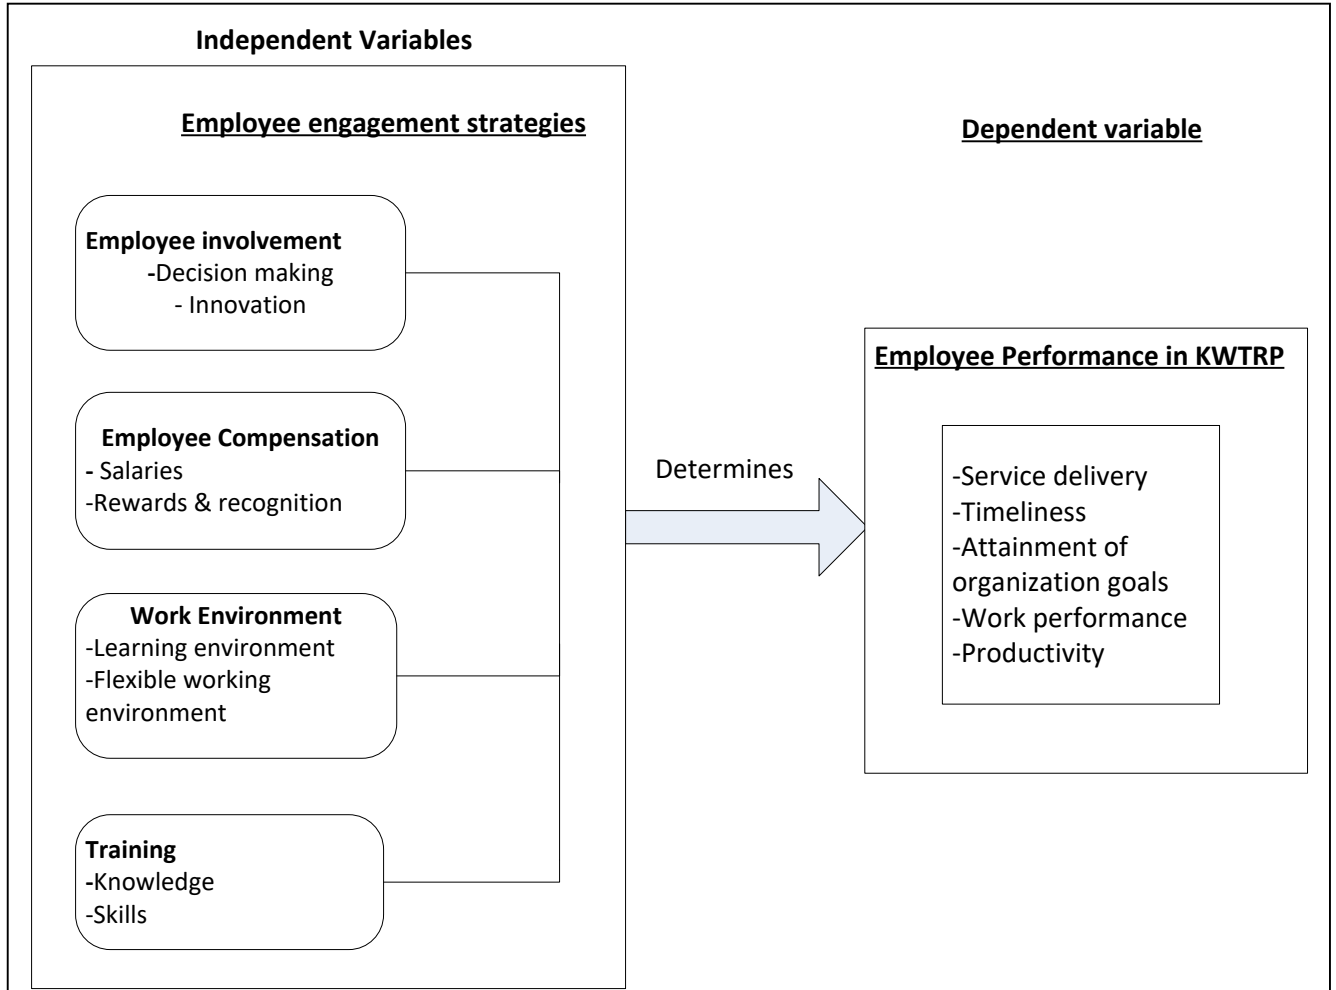 Independent Variables
Employee engagement strategies
Employee involvement
-Decision making
- Innovation
Employee Compensation
- Salaries
-Rewards & recognition
Work Environment
-Learning environment
-Flexible working
environment
Training
-Knowledge
-Skills
Determines
Dependent variable
Employee Performance in KWTRP
-Service delivery
-Timeliness
-Attainment of
organization goals
-Work performance
-Productivity